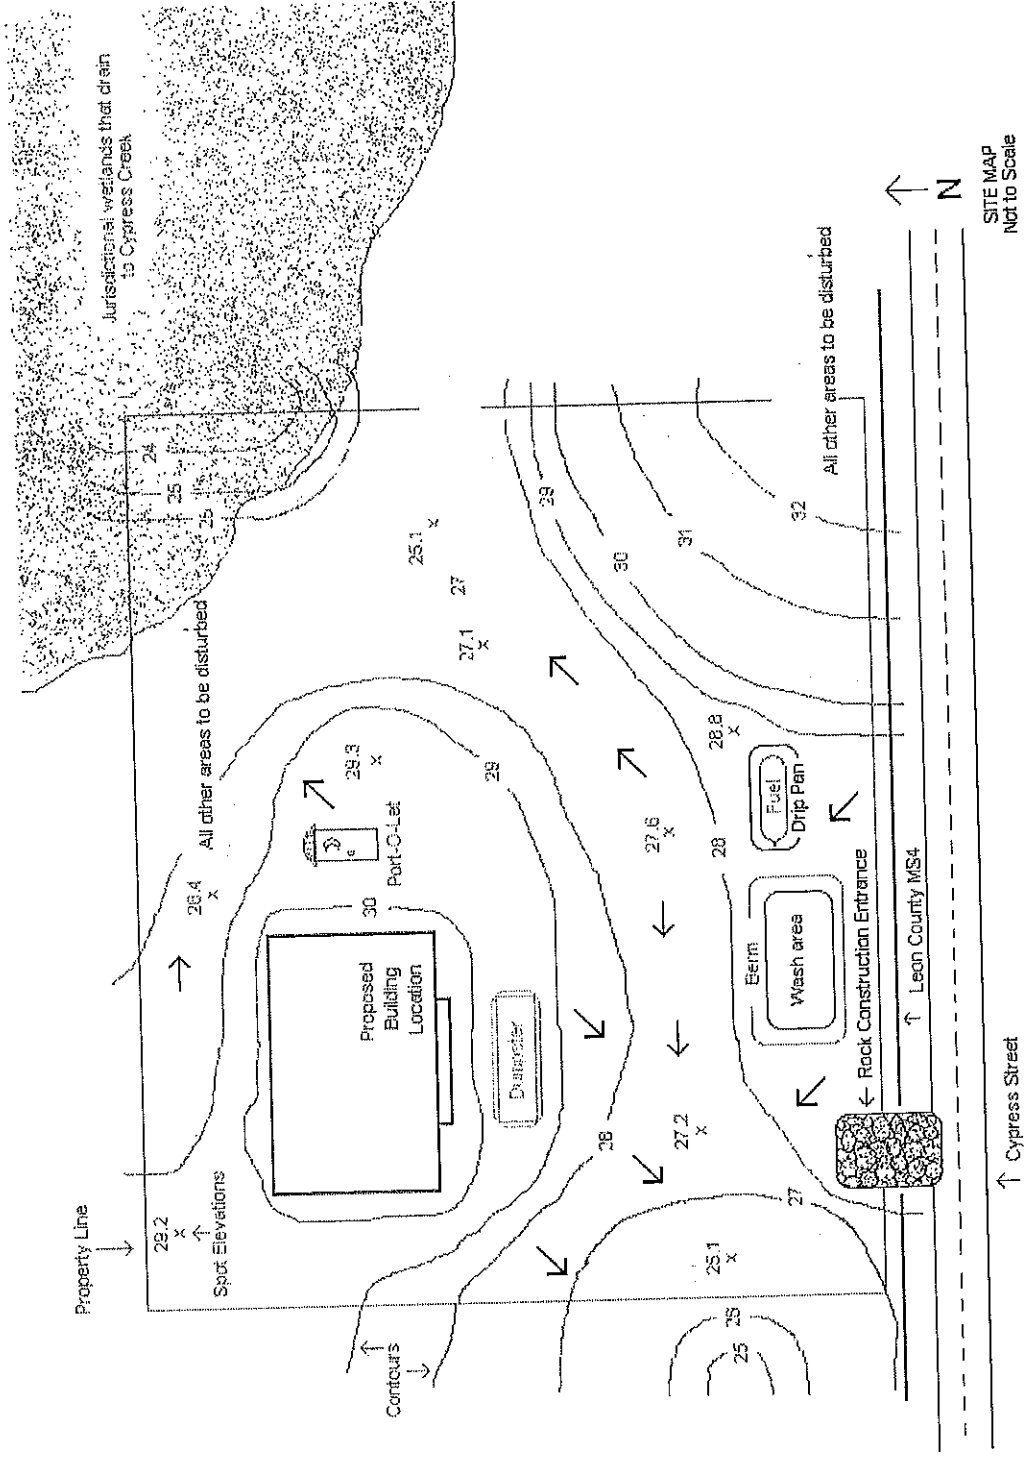 Jurisdictional wetlands that drain
to Cypress Creek
Property Line
29.2
x
Spot Elevations
Contours
28.4
x
All other areas to be disturbed
24
25
Proposed
Building
Location
30
Port-O-Let
29.3
x
29
Dumpster
25.1
x
27
27.1
x
28
27.2
x
27.6
x
28
28.8
x
29
30
31
32
27
25.1
x
25
Berm
Wash area
Fuel
Drip Pan
Rock Construction Entrance
All other areas to be disturbed
Leon County MS4
Cypress Street
N
SITE MAP
Not to Scale